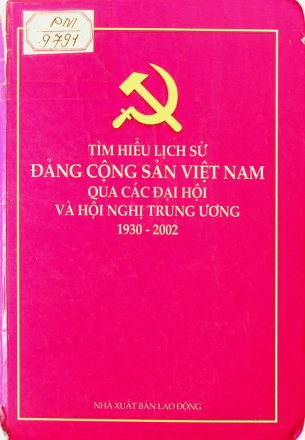 PM
9791
TÌM HIỂU LỊCH SỬ
ĐẢNG CỘNG SẢN VIỆT NAM
QUA CÁC ĐẠI HỘI
VÀ HỘI NGHỊ TRUNG ƯƠNG
1930 - 2002
NHÀ XUẤT BẢN LAO ĐỘNG